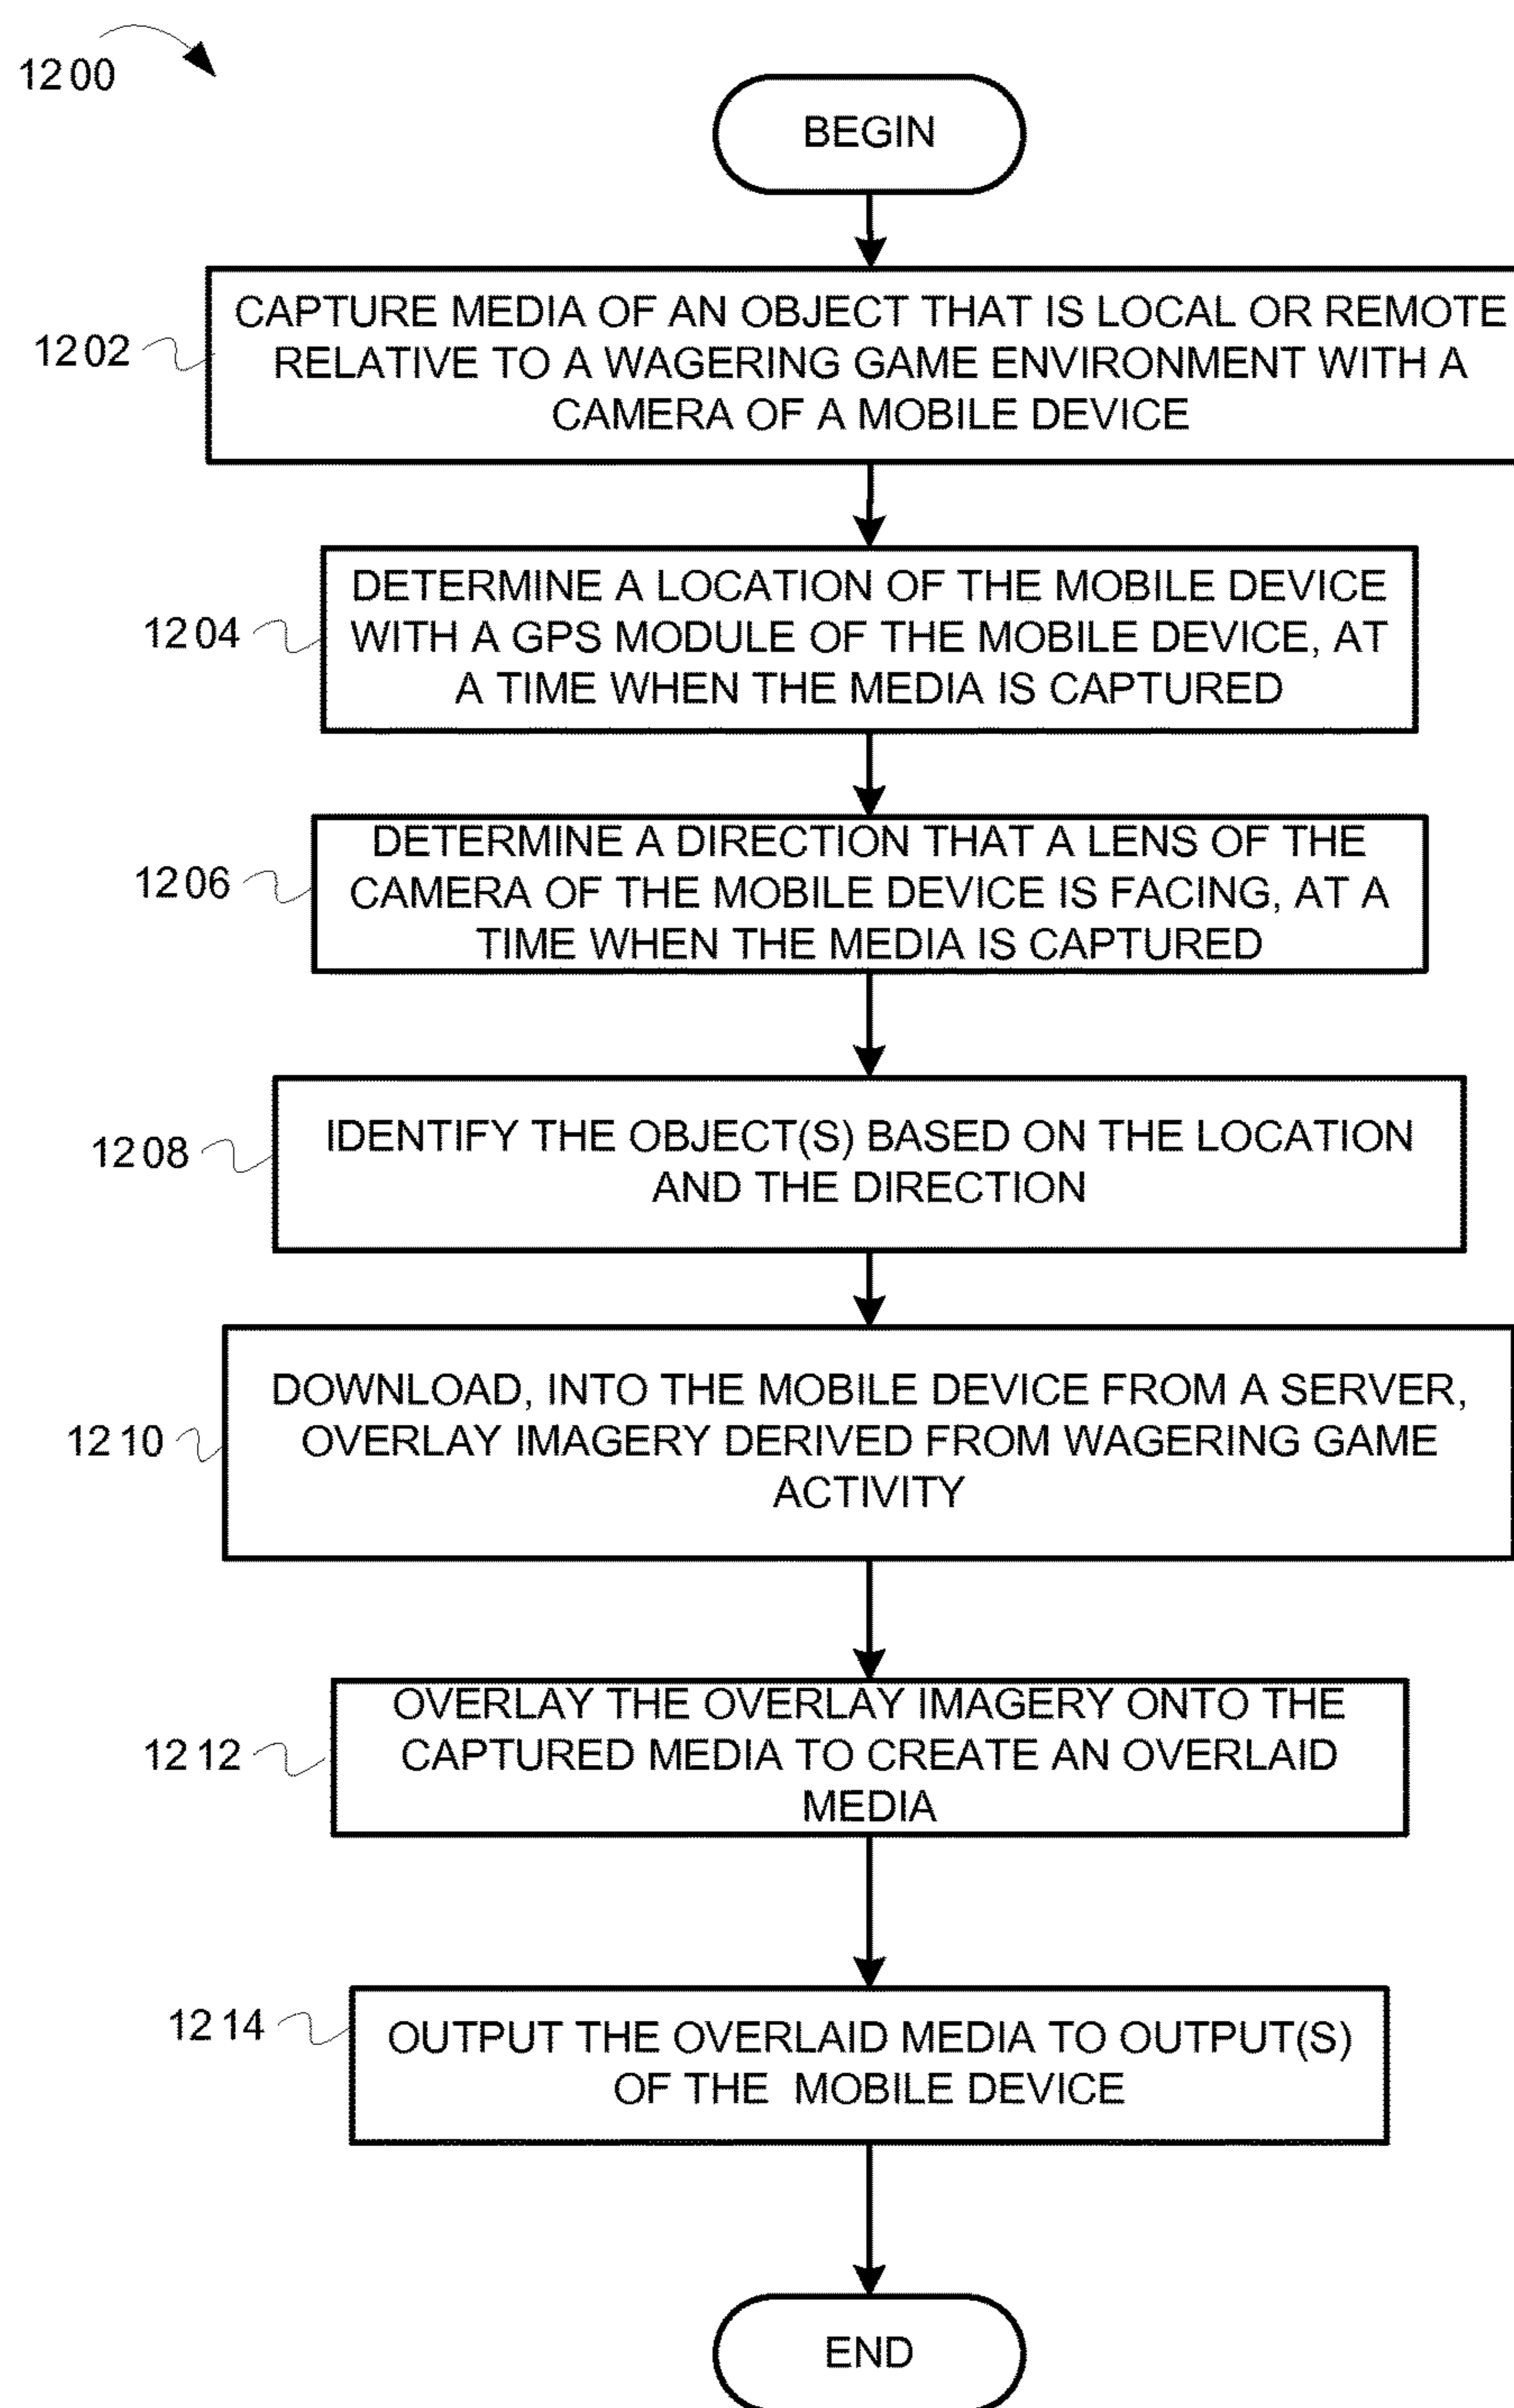 1200
BEGIN
CAPTURE MEDIA OF AN OBJECT THAT IS LOCAL OR REMOTE
RELATIVE TO A WAGERING GAME ENVIRONMENT WITH A
CAMERA OF A MOBILE DEVICE
1202
DETERMINE A LOCATION OF THE MOBILE DEVICE
WITH A GPS MODULE OF THE MOBILE DEVICE, AT
A TIME WHEN THE MEDIA IS CAPTURED
1204
DETERMINE A DIRECTION THAT A LENS OF THE
CAMERA OF THE MOBILE DEVICE IS FACING, AT A
TIME WHEN THE MEDIA IS CAPTURED
1206
IDENTIFY THE OBJECT(S) BASED ON THE LOCATION
AND THE DIRECTION
1208
DOWNLOAD, INTO THE MOBILE DEVICE FROM A SERVER,
OVERLAY IMAGERY DERIVED FROM WAGERING GAME
ACTIVITY
1210
OVERLAY THE OVERLAY IMAGERY ONTO THE
CAPTURED MEDIA TO CREATE AN OVERLAID
MEDIA
1212
OUTPUT THE OVERLAID MEDIA TO OUTPUT(S)
OF THE MOBILE DEVICE
1214
END